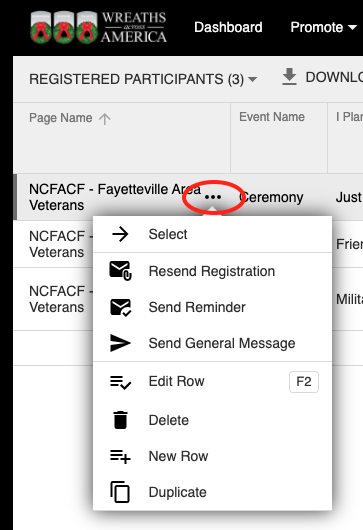 WREATHS
across
AMERICA
Dashboard
Promote
REGISTERED PARTICIPANTS (3)
DOWNLO
Page Name
Event Name
I Plan
NCFACF - Fayetteville Area
Veterans
Ceremony
Just
NCFACF -
Veterans
Frien
NCFACF -
Veterans
Milita
Select
Resend Registration
Send Reminder
Send General Message
Edit Row
F2
Delete
New Row
Duplicate